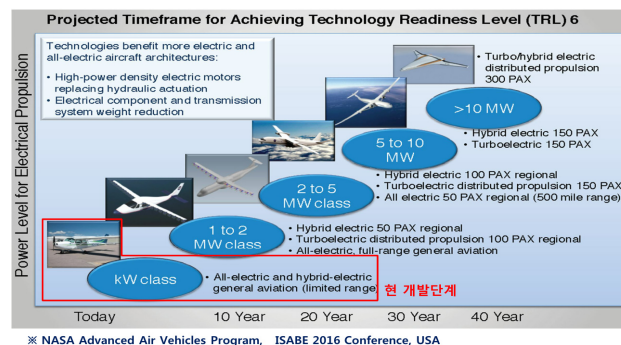 Projected Timeframe for Achieving Technology Readiness Level (TRL) 6
Power Level for Electrical Propulsion
Technologies benefit more electric and
all-electric aircraft architectures:
• High-power density electric motors
replacing hydraulic actuation
• Electrical component and transmission
system weight reduction
• Turbo/hybrid electric
distributed propulsion
300 PAX
>10 MW
• Hybrid electric 150 PAX
• Turboelectric 150 PAX
5 to 10
MW
• Hybrid electric 100 PAX regional
• Turboelectric distributed propulsion 150 PAX
• All electric 50 PAX regional (500 mile range)
2 to 5
MW class
• Hybrid electric 50 PAX regional
• Turboelectric distributed propulsion 100 PAX regional
• All-electric, full-range general aviation
1 to 2
MW class
• All-electric and hybrid-electric
general aviation (limited range)
kW class
현 개발단계
Today 10 Year 20 Year 30 Year 40 Year
※ NASA Advanced Air Vehicles Program, ISABE 2016 Conference, USA